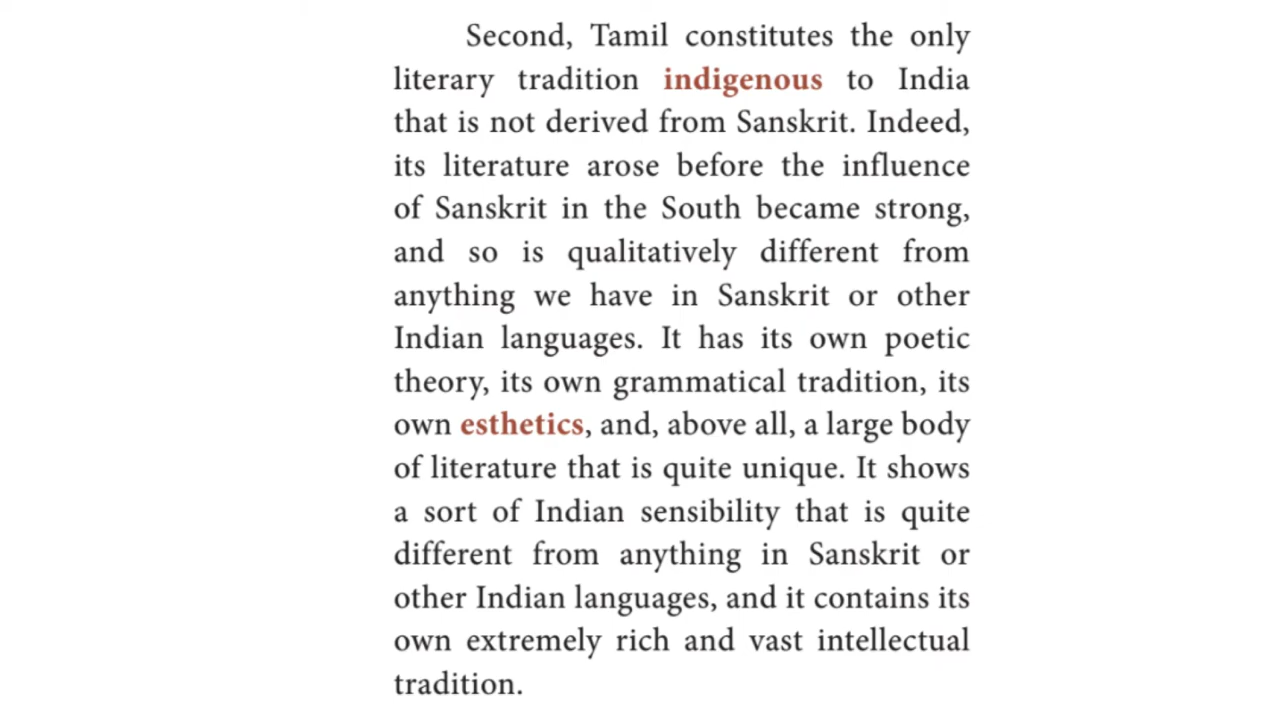 Second, Tamil constitutes the only
literary tradition indigenous to India
that is not derived from Sanskrit. Indeed,
its literature arose before the influence
of Sanskrit in the South became strong,
and so is qualitatively different from
anything we have in Sanskrit or other
Indian languages. It has its own poetic
theory, its own grammatical tradition, its
own esthetics, and, above all, a large body
of literature that is quite unique. It shows
a sort of Indian sensibility that is quite
different from anything in Sanskrit or
other Indian languages, and it contains its
own extremely rich and vast intellectual
tradition.